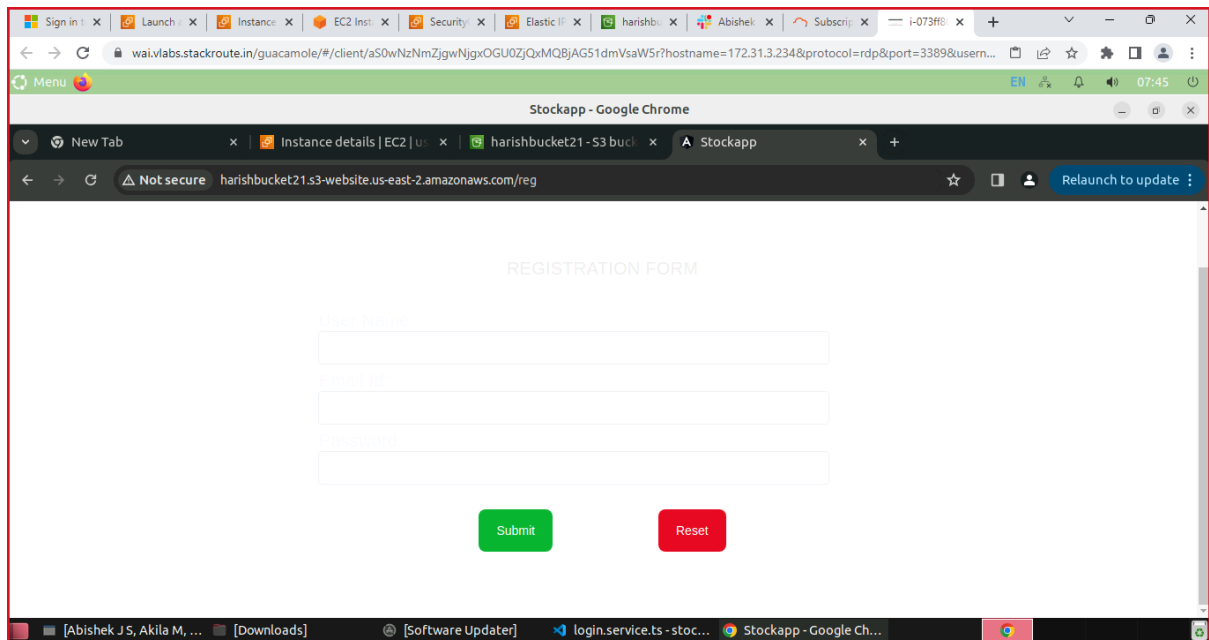 Sign in t
Launch
Instance
EC2 Inst
Security
Elastic IP
harishbu
Abishek
Subscrip
i-073ff8
wai.vlabs.stackroute.in/guacamole/#/client/aS0wNzNmZjgwNjgxOGU0ZjQxMQBjAG51dmVsaW5r?hostname=172.31.3.234&protocol=rdp&port=3389&usern...
Menu
EN
07:45
Stockapp - Google Chrome
New Tab
Instance details | EC2 | us
harishbucket21 - S3 buck
Stockapp
Not secure
harishbucket21.s3-website.us-east-2.amazonaws.com/reg
Relaunch to update
REGISTRATION FORM
User Name
Email id
Password
Submit
Reset
[Abishek J S, Akila M, ...
[Downloads]
[Software Updater]
login.service.ts - stoc...
Stockapp - Google Ch...